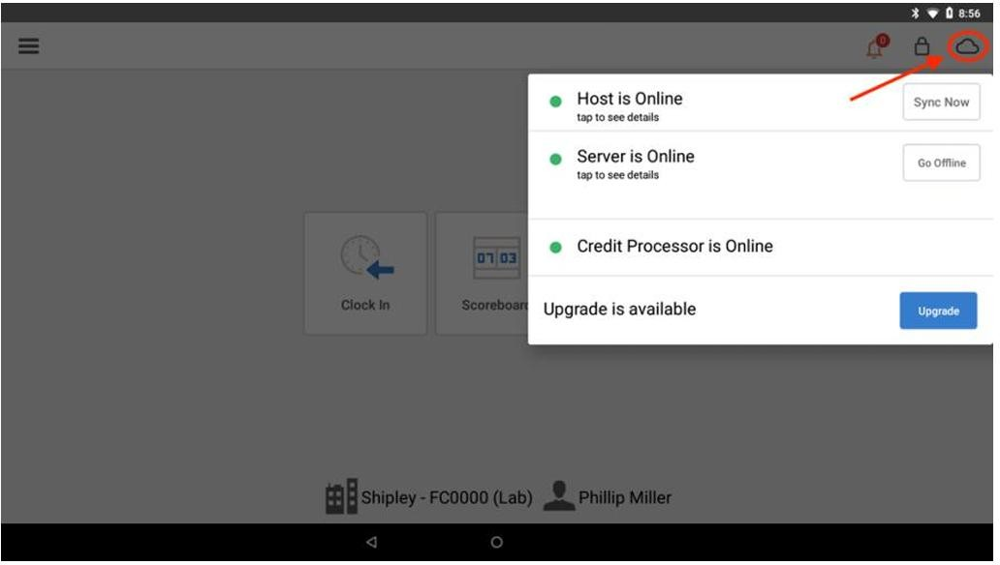 8:56
0
Host is Online
tap to see details
Sync Now
Server is Online
tap to see details
Go Offline
Credit Processor is Online
Upgrade is available
Upgrade
07 03
Clock In
Scoreboard
Shipley - FC0000 (Lab)
Phillip Miller